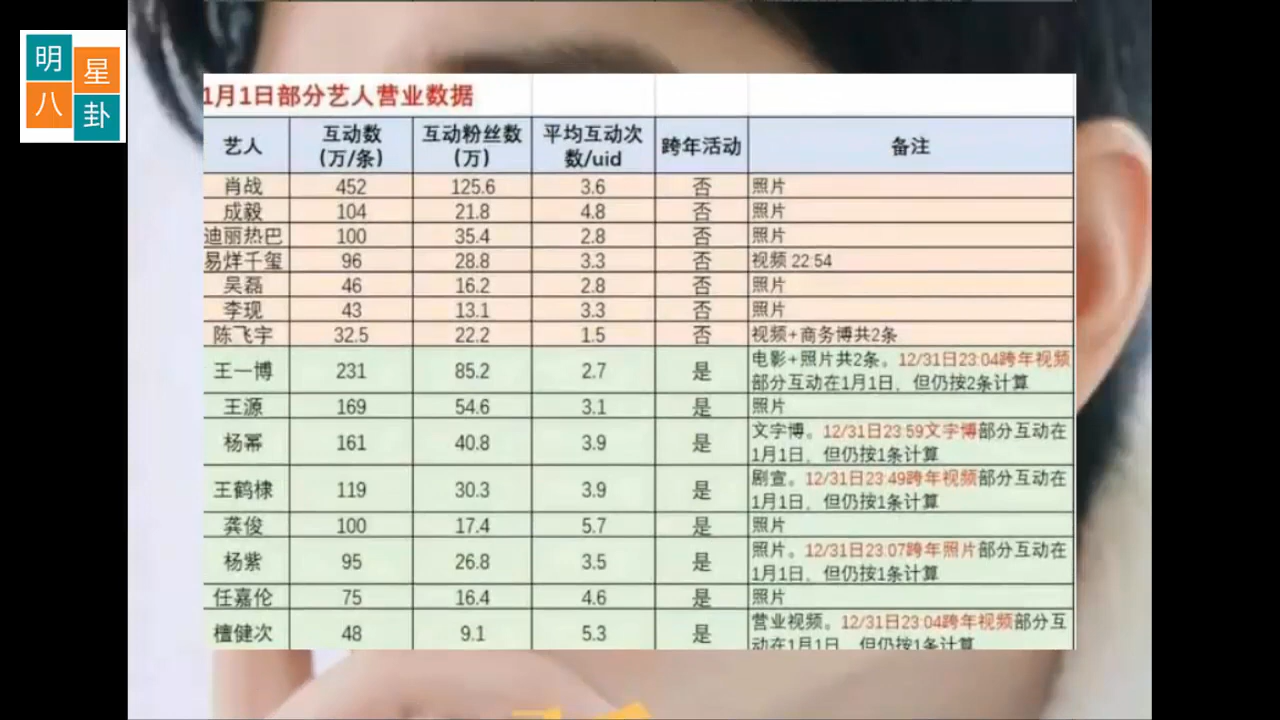 明星
八卦
1月1日部分艺人营业数据
艺人 互动数(万/条) 互动粉丝数(万) 平均互动次数/uid 跨年活动 备注
肖战 452 125.6 3.6 否 照片
成毅 104 21.8 4.8 否 照片
迪丽热巴 100 35.4 2.8 否 照片
易烊千玺 96 28.8 3.3 否 视频 22:54
吴磊 46 16.2 2.8 否 照片
李现 43 13.1 3.3 否 照片
陈飞宇 32.5 22.2 1.5 否 视频+商务博共2条
王一博 231 85.2 2.7 是 电影+照片共2条。12/31日23:04跨年视频
部分互动在1月1日，但仍按2条计算
王源 169 54.6 3.1 是 照片
杨幂 161 40.8 3.9 是 文字博。12/31日23:59文字博部分互动在
1月1日，但仍按1条计算
王鹤棣 119 30.3 3.9 是 剧宣。12/31日23:49跨年视频部分互动在
1月1日，但仍按1条计算
龚俊 100 17.4 5.7 是 照片
杨紫 95 26.8 3.5 是 照片。12/31日23:07跨年照片部分互动在
1月1日，但仍按1条计算
任嘉伦 75 16.4 4.6 是 照片
檀健次 48 9.1 5.3 是 营业视频。12/31日23:04跨年视频部分互
动在1月1日，但仍按1条计算